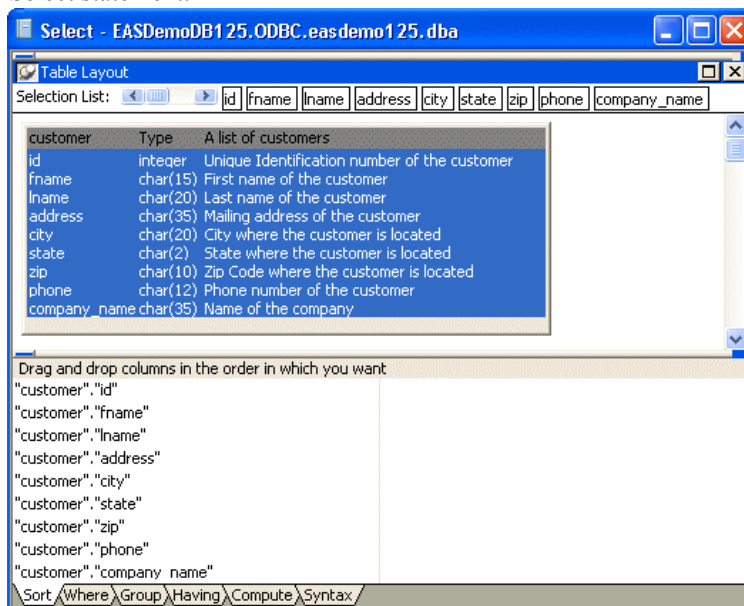 Select - EASDemoDB125.ODBC.easdemo125.dba
Table Layout
Selection List: id fname lname address city state zip phone company_name
customer Type A list of customers
id integer Unique Identification number of the customer
fname char(15) First name of the customer
lname char(20) Last name of the customer
address char(35) Mailing address of the customer
city char(20) City where the customer is located
state char(2) State where the customer is located
zip char(10) Zip Code where the customer is located
phone char(12) Phone number of the customer
company_name char(35) Name of the company
Drag and drop columns in the order in which you want
"customer"."id"
"customer"."fname"
"customer"."lname"
"customer"."address"
"customer"."city"
"customer"."state"
"customer"."zip"
"customer"."phone"
"customer"."company_name"
Sort Where Group Having Compute Syntax